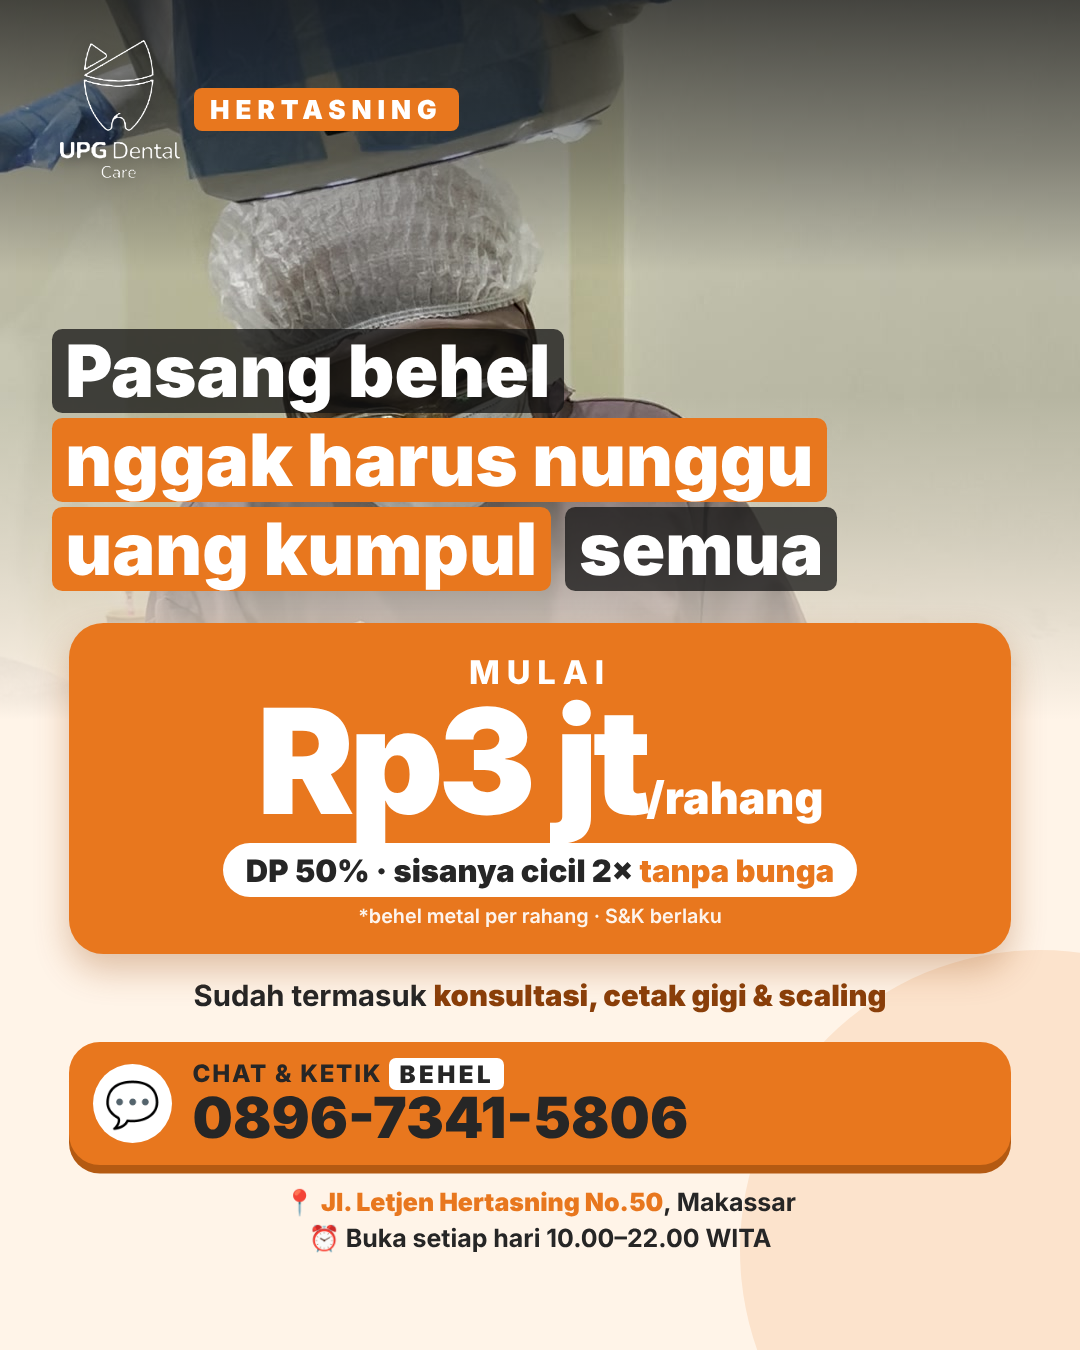 UPG Dental
Care
HERTASNING
Pasang behel
nggak harus nunggu
uang kumpul semua
MULAI
Rp3 jt/rahang
DP 50% · sisanya cicil 2× tanpa bunga
*behel metal per rahang · S&K berlaku
Sudah termasuk konsultasi, cetak gigi & scaling
CHAT & KETIK BEHEL
0896-7341-5806
📍 Jl. Letjen Hertasning No.50, Makassar
⏰ Buka setiap hari 10.00–22.00 WITA